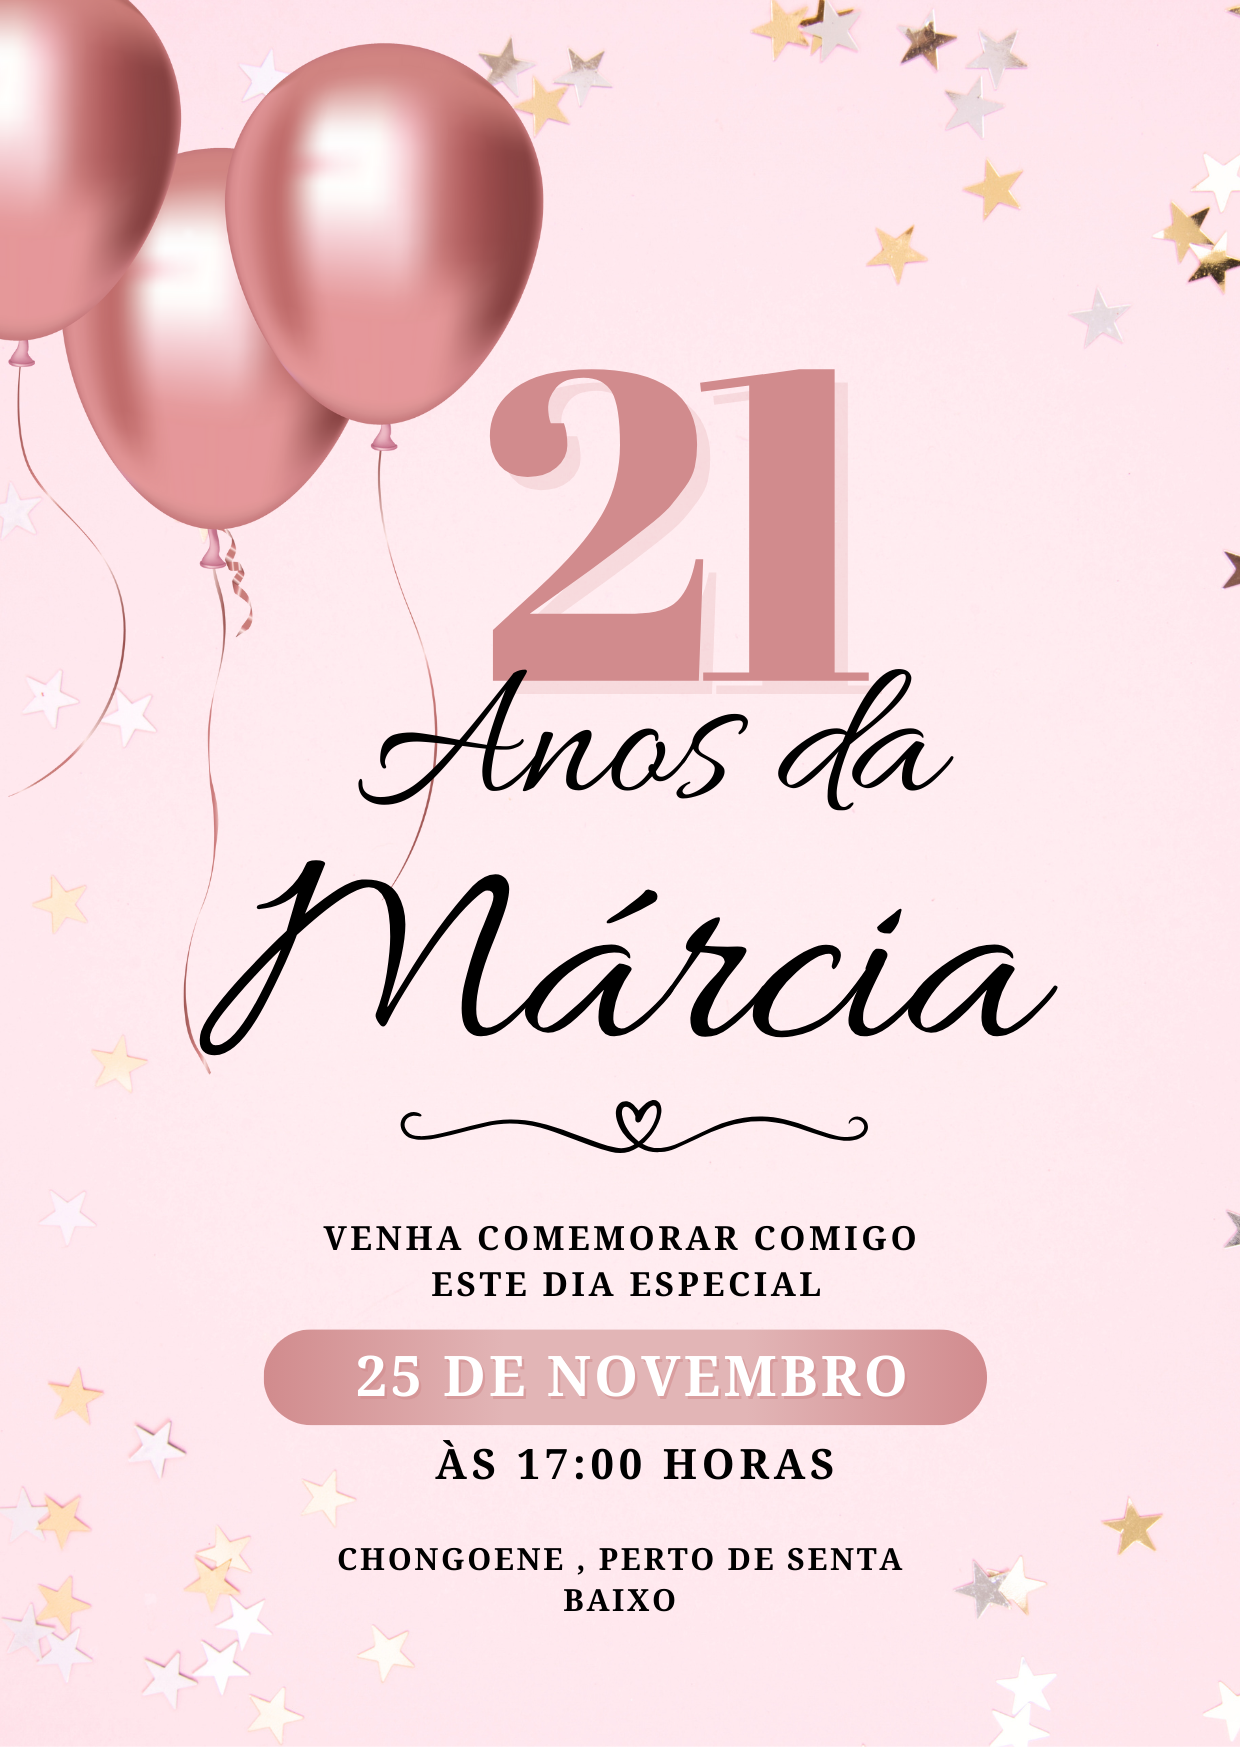 21
Anos da
Márcia
VENHA COMEMORAR COMIGO
ESTE DIA ESPECIAL
25 DE NOVEMBRO
ÀS 17:00 HORAS
CHONGOENE , PERTO DE SENTA
BAIXO